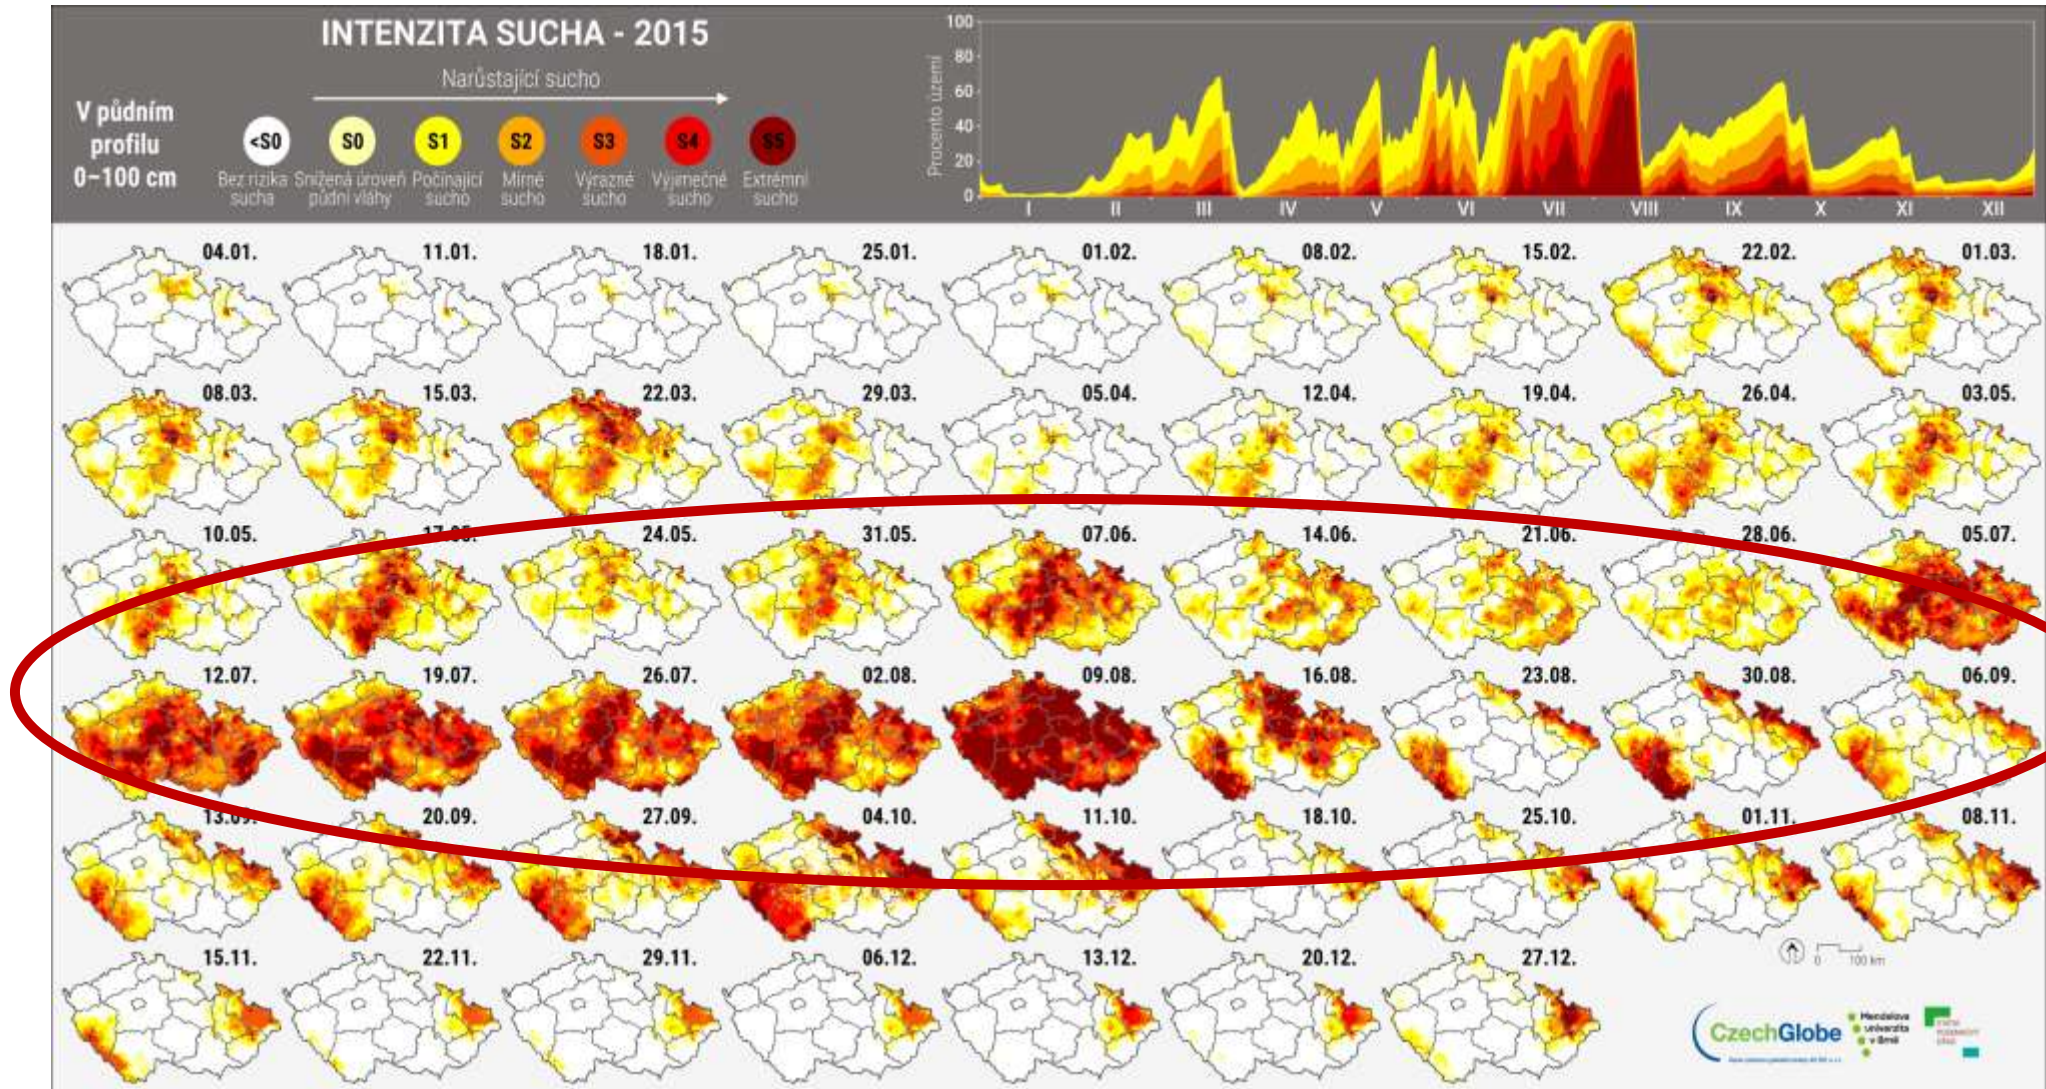 INTENZITA SUCHA - 2015
Narůstající sucho
V půdním
profilu
0–100 cm
<S0 S0 S1 S2 S3 S4 S5
Bez rizika sucha
Snížená úroveň půdní vláhy
Počínající sucho
Mírné sucho
Výrazné sucho
Výjimečné sucho
Extrémní sucho
Procento území
100
80
60
40
20
0
I II III IV V VI VII VIII IX X XI XII
04.01. 11.01. 18.01. 25.01. 01.02. 08.02. 15.02. 22.02. 01.03.
08.03. 15.03. 22.03. 29.03. 05.04. 12.04. 19.04. 26.04. 03.05.
10.05. 17.05. 24.05. 31.05. 07.06. 14.06. 21.06. 28.06. 05.07.
12.07. 19.07. 26.07. 02.08. 09.08. 16.08. 23.08. 30.08. 06.09.
13.09. 20.09. 27.09. 04.10. 11.10. 18.10. 25.10. 01.11. 08.11.
15.11. 22.11. 29.11. 06.12. 13.12. 20.12. 27.12.
0 100 km
CzechGlobe
Mendelova
univerzita
v Brně